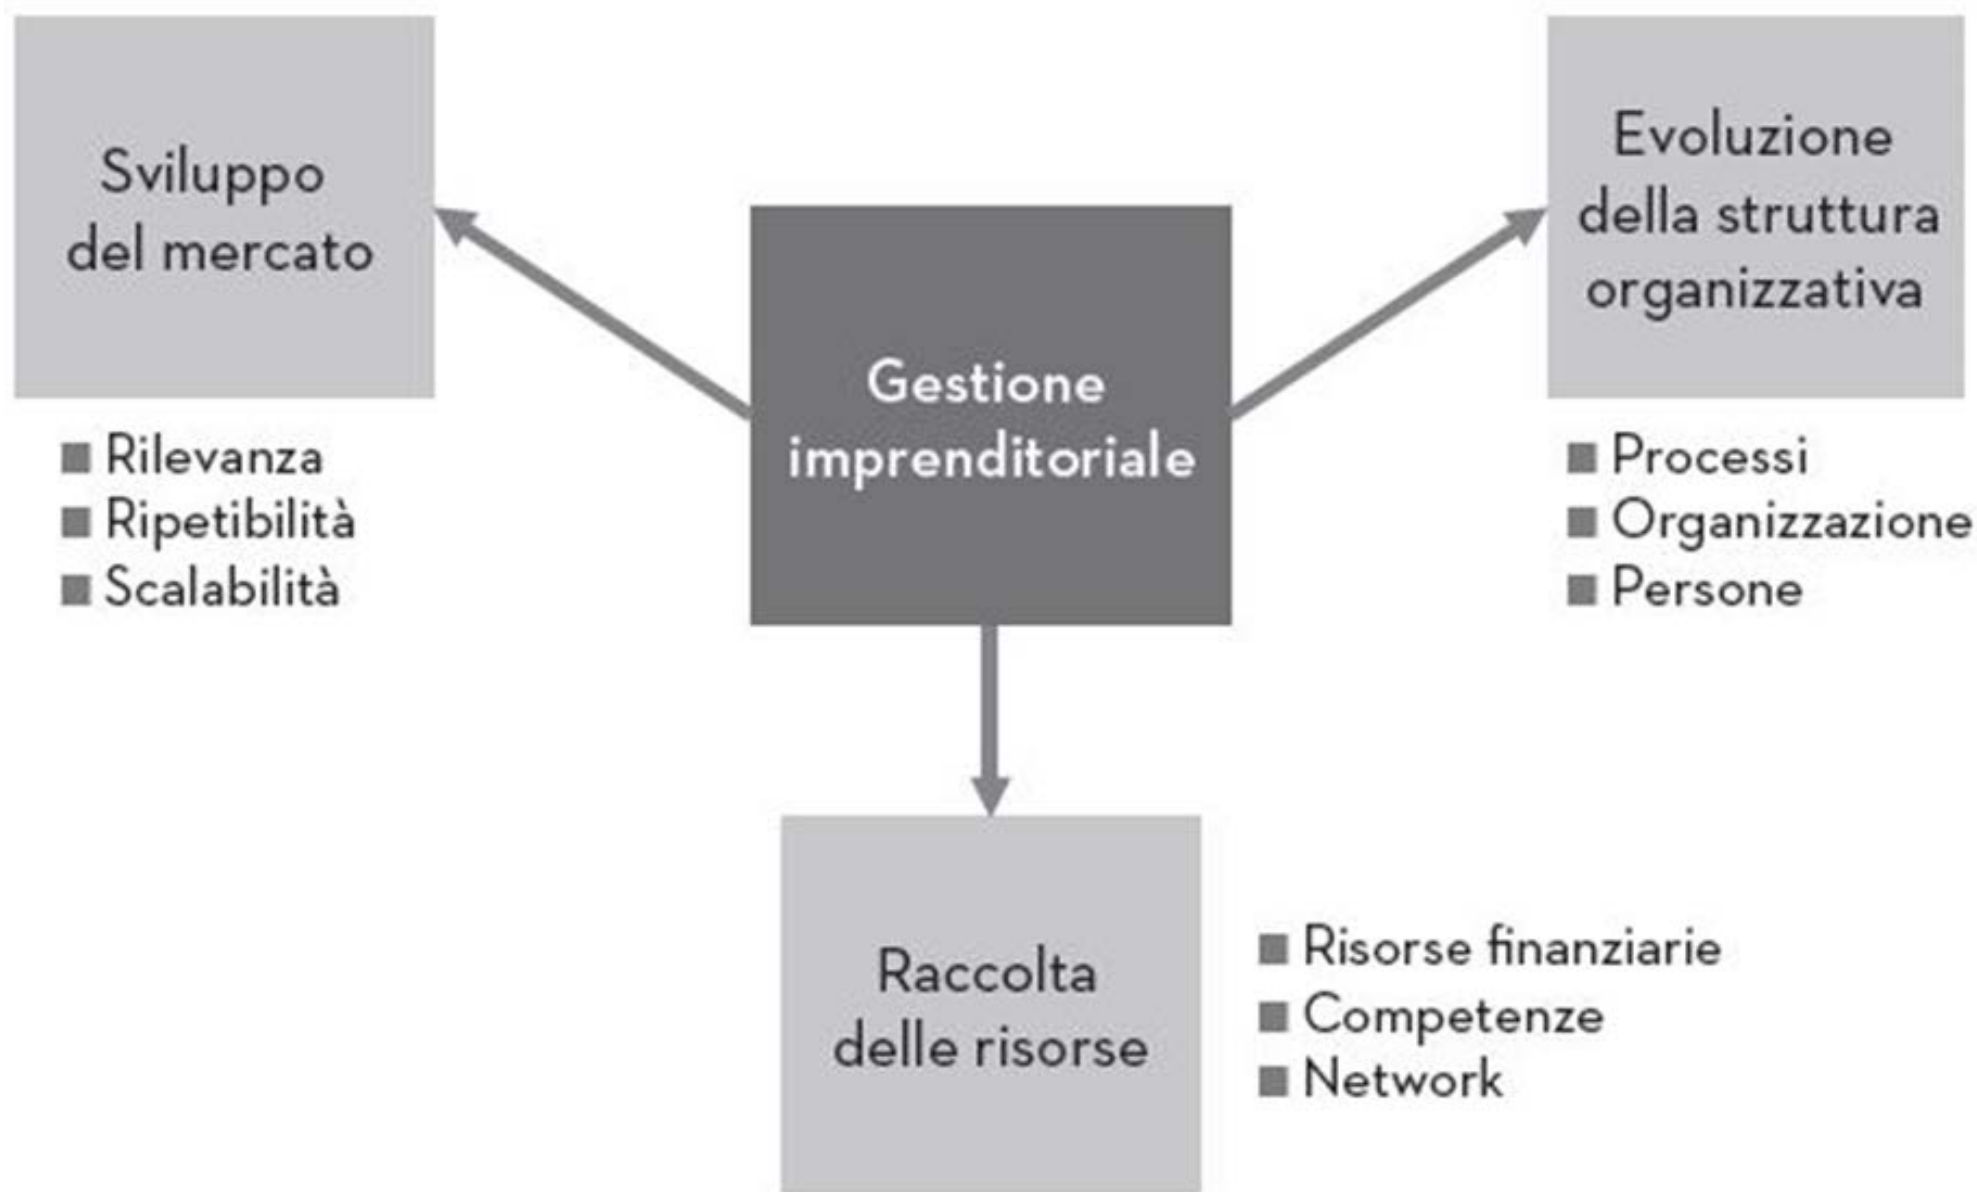 Sviluppo
del mercato
Rilevanza
Ripetibilità
Scalabilità
Gestione
imprenditoriale
Evoluzione
della struttura
organizzativa
Processi
Organizzazione
Persone
Raccolta
delle risorse
Risorse finanziarie
Competenze
Network